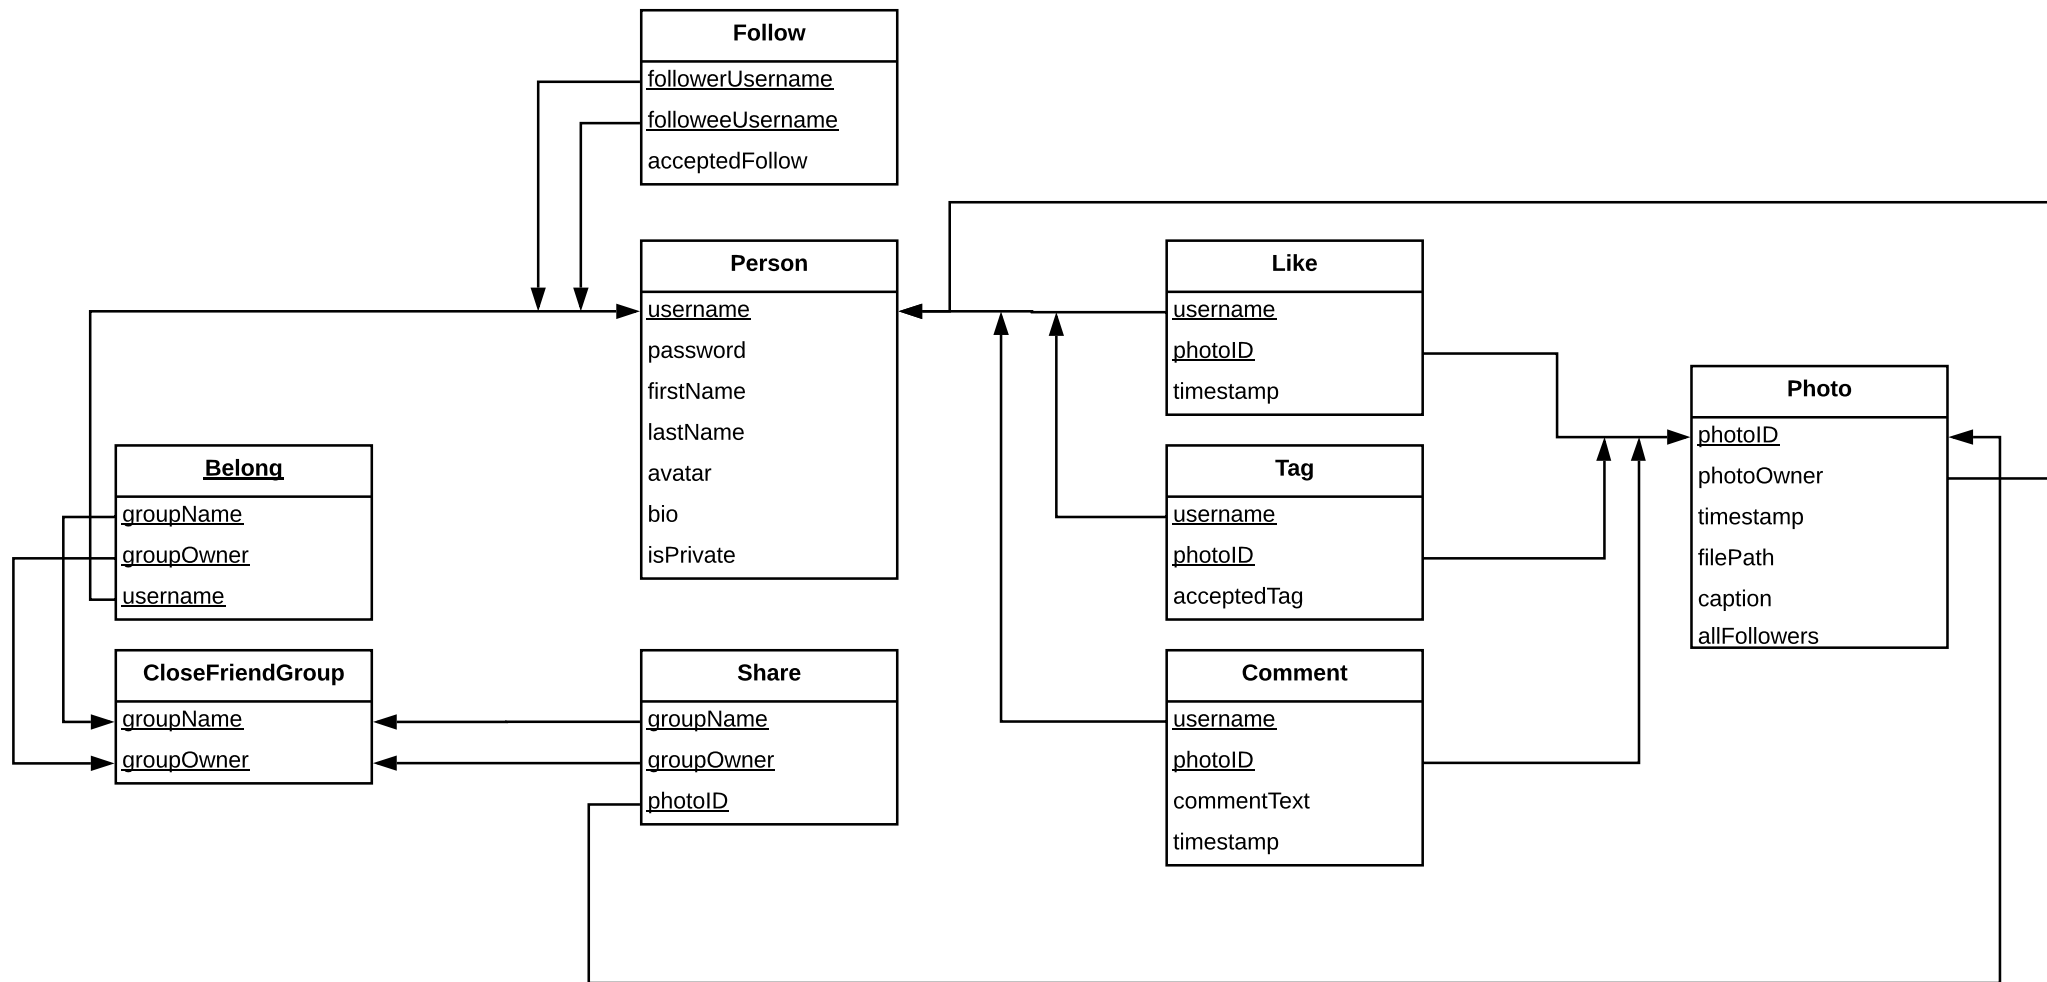 Follow
followerUsername
followeeUsername
acceptedFollow
Person
username
password
firstName
lastName
avatar
bio
isPrivate
Like
username
photoID
timestamp
Photo
photoID
photoOwner
timestamp
filePath
caption
allFollowers
Belong
groupName
groupOwner
username
Tag
username
photoID
acceptedTag
CloseFriendGroup
groupName
groupOwner
Share
groupName
groupOwner
photoID
Comment
username
photoID
commentText
timestamp